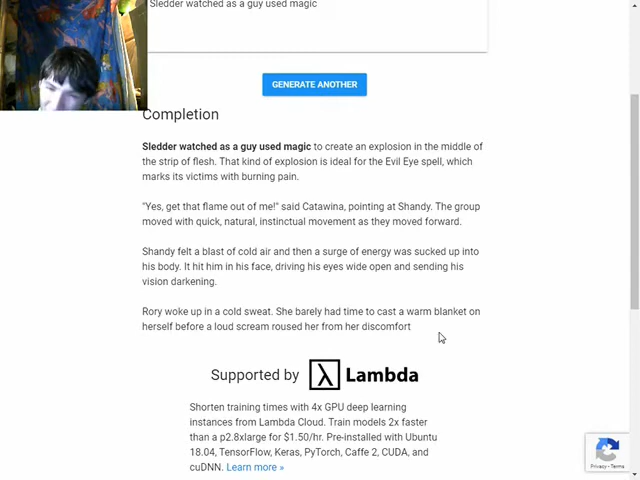 Sledder watched as a guy used magic
GENERATE ANOTHER
Completion
Sledder watched as a guy used magic to create an explosion in the middle of
the strip of flesh. That kind of explosion is ideal for the Evil Eye spell, which
marks its victims with burning pain.
"Yes, get that flame out of me!" said Catawina, pointing at Shandy. The group
moved with quick, natural, instinctual movement as they moved forward.
Shandy felt a blast of cold air and then a surge of energy was sucked up into
his body. It hit him in his face, driving his eyes wide open and sending his
vision darkening.
Rory woke up in a cold sweat. She barely had time to cast a warm blanket on
herself before a loud scream roused her from her discomfort
Supported by λ Lambda
Shorten training times with 4x GPU deep learning
instances from Lambda Cloud. Train models 2x faster
than a p2.8xlarge for $1.50/hr. Pre-installed with Ubuntu
18.04, TensorFlow, Keras, PyTorch, Caffe 2, CUDA, and
cuDNN. Learn more »
Privacy - Terms